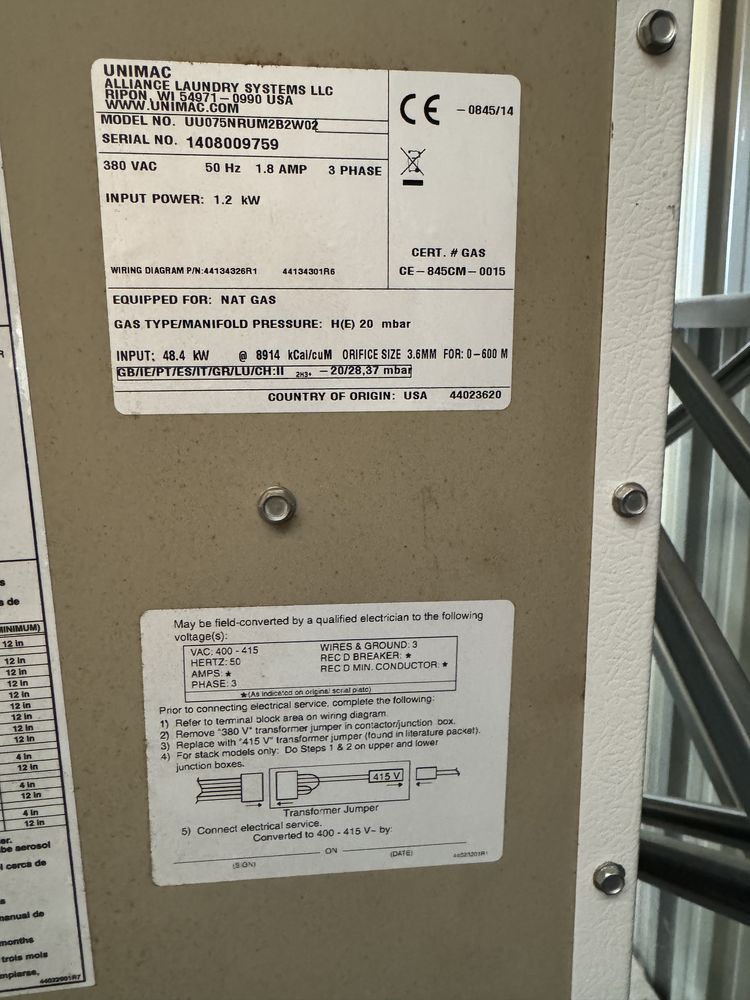 UNIMAC
ALLIANCE LAUNDRY SYSTEMS LLC
RIPON, WI 54971-0990 USA
WWW.UNIMAC.COM
MODEL NO. UU075NRUM2B2W02
SERIAL NO. 1408009759
380 VAC 50 Hz 1.8 AMP 3 PHASE
INPUT POWER: 1.2 kW
WIRING DIAGRAM P/N:44134326R1 44134301R6
CE -0845/14
CERT. # GAS
CE-845CM-0015
EQUIPPED FOR: NAT GAS
GAS TYPE/MANIFOLD PRESSURE: H(E) 20 mbar
INPUT: 48.4 kW @ 8914 kCal/cuM ORIFICE SIZE 3.6MM FOR: 0-600 M
GB/IE/PT/ES/IT/GR/LU/CH:II 2H3+ -20/28,37 mbar
COUNTRY OF ORIGIN: USA 44023620
May be field-converted by a qualified electrician to the following
voltage(s):
VAC: 400 - 415 WIRES & GROUND: 3
HERTZ: 50 REC D BREAKER: ★
AMPS: ★ REC D MIN. CONDUCTOR: ★
PHASE: 3
★(As indicated on original serial plate)
Prior to connecting electrical service, complete the following:
1) Refer to terminal block area on wiring diagram.
2) Remove "380 V" transformer jumper in contactor/junction box.
3) Replace with "415 V" transformer jumper (found in literature packet).
4) For stack models only: Do Steps 1 & 2 on upper and lower
junction boxes.
415 V
Transformer Jumper
5) Connect electrical service.
Converted to 400 - 415 V~ by:
ON
(SIGN) (DATE)
R
s
s de
MINIMUM)
12 in
12 in
12 in
12 in
12 in
12 in
12 in
12 in
12 in
4 in
12 in
4 in
12 in
4 in
12 in
er.
be aerosol
l cerca de
s
manual de
months
trois mois
mplarse,
44022901R7